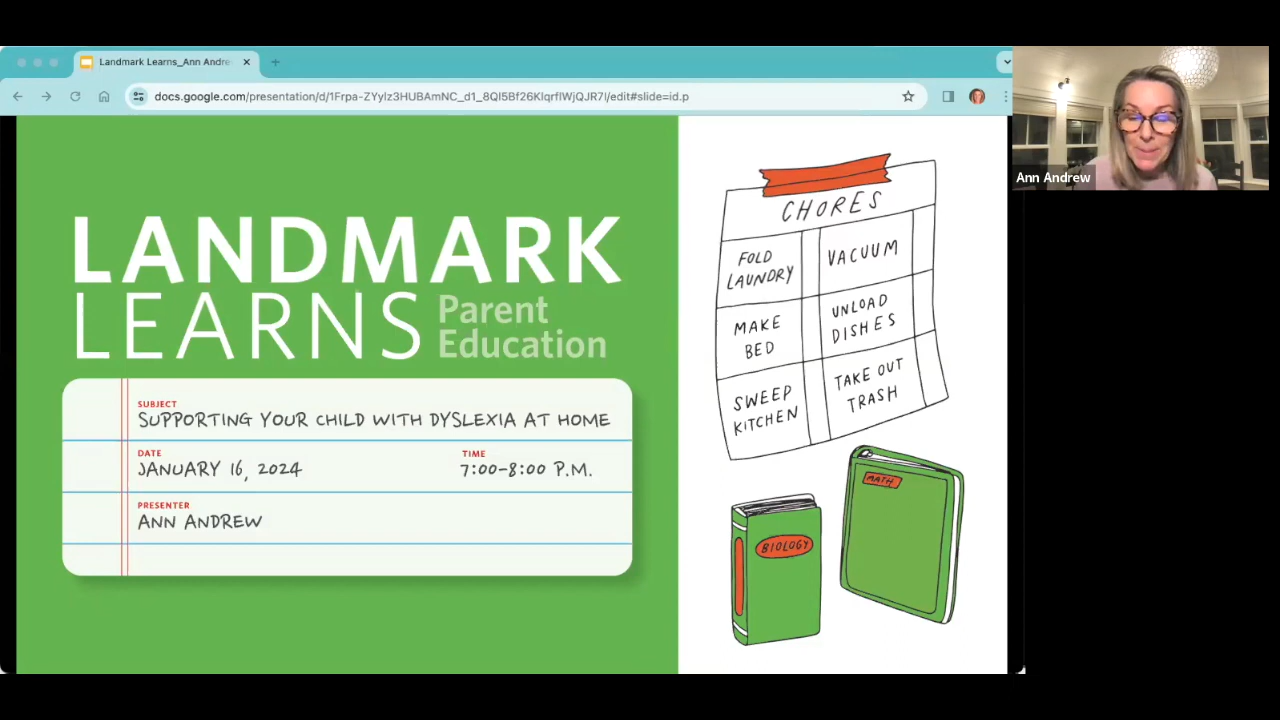 Landmark Learns_Ann Andre
docs.google.com/presentation/d/1Frpa-ZYylz3HUBAmNC_d1_8Ql5Bf26KlqrflWjQJR7I/edit#slide=id.p
Ann Andrew
LANDMARK
LEARNS Parent Education
SUBJECT
SUPPORTING YOUR CHILD WITH DYSLEXIA AT HOME
DATE TIME
JANUARY 16, 2024 7:00-8:00 P.M.
PRESENTER
ANN ANDREW
CHORES
FOLD LAUNDRY
VACUUM
MAKE BED
UNLOAD DISHES
SWEEP KITCHEN
TAKE OUT TRASH
MATH
BIOLOGY